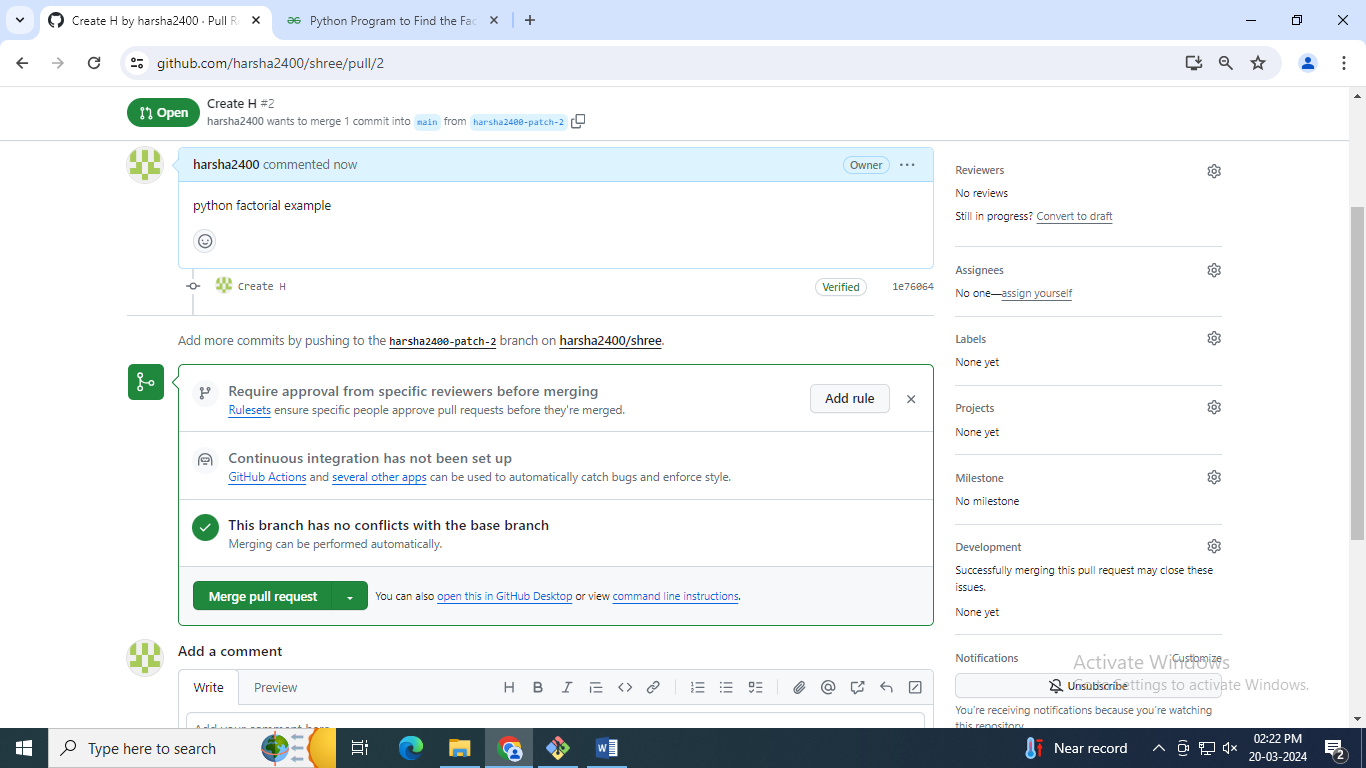 Create H by harsha2400 · Pull R
Python Program to Find the Fac
github.com/harsha2400/shree/pull/2
Open
Create H #2
harsha2400 wants to merge 1 commit into main from harsha2400-patch-2
harsha2400 commented now
Owner
python factorial example
Create H
Verified
1e76064
Add more commits by pushing to the harsha2400-patch-2 branch on harsha2400/shree.
Require approval from specific reviewers before merging
Rulesets ensure specific people approve pull requests before they're merged.
Add rule
Continuous integration has not been set up
GitHub Actions and several other apps can be used to automatically catch bugs and enforce style.
This branch has no conflicts with the base branch
Merging can be performed automatically.
Merge pull request
You can also open this in GitHub Desktop or view command line instructions.
Add a comment
Write
Preview
Add your comment here
Reviewers
No reviews
Still in progress? Convert to draft
Assignees
No one—assign yourself
Labels
None yet
Projects
None yet
Milestone
No milestone
Development
Successfully merging this pull request may close these
issues.
None yet
Notifications
Customize
Unsubscribe
You're receiving notifications because you're watching
this repository
Activate Windows
Go to Settings to activate Windows.
Type here to search
Near record
02:22 PM
20-03-2024
2